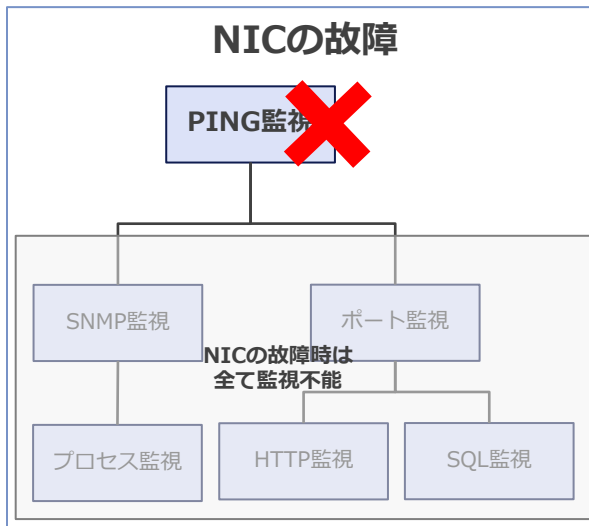 NICの故障
PING監視
SNMP監視
ポート監視
NICの故障時は
全て監視不能
プロセス監視
HTTP監視
SQL監視